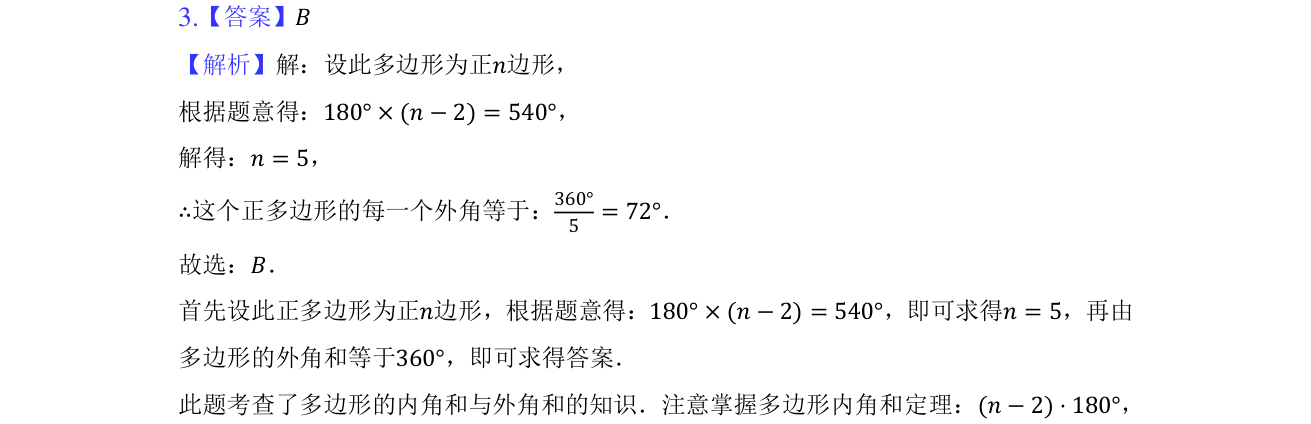 3.【答案】B
【解析】解：设此多边形为正n边形，
根据题意得：180° × (n − 2) = 540°，
解得：n = 5，
∴这个正多边形的每一个外角等于：360°/5 = 72°．
故选：B．
首先设此正多边形为正n边形，根据题意得：180° × (n − 2) = 540°，即可求得n = 5，再由
多边形的外角和等于360°，即可求得答案．
此题考查了多边形的内角和与外角和的知识．注意掌握多边形内角和定理：(n − 2) · 180°，